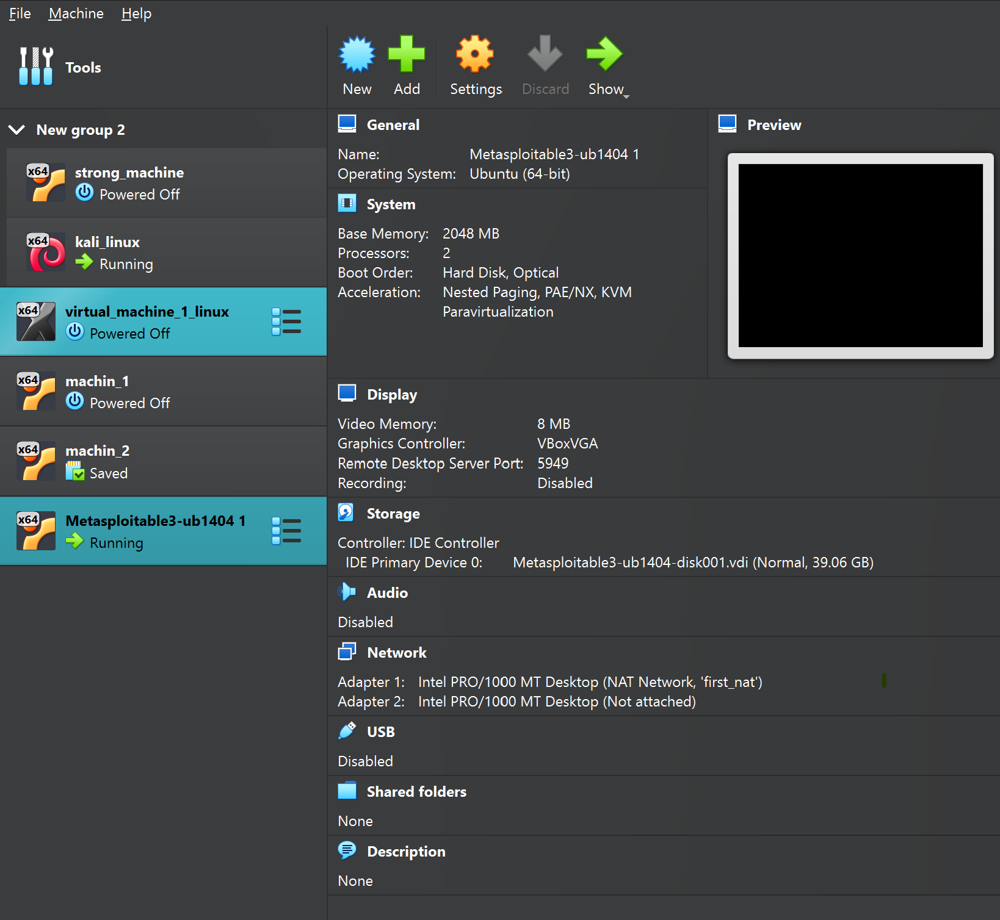 File Machine Help
Tools
New Add Settings Discard Show
New group 2
x64 strong_machine
Powered Off
x64 kali_linux
Running
x64 virtual_machine_1_linux
Powered Off
x64 machin_1
Powered Off
x64 machin_2
Saved
x64 Metasploitable3-ub1404 1
Running
General
Name: Metasploitable3-ub1404 1
Operating System: Ubuntu (64-bit)
Preview
System
Base Memory: 2048 MB
Processors: 2
Boot Order: Hard Disk, Optical
Acceleration: Nested Paging, PAE/NX, KVM
Paravirtualization
Display
Video Memory: 8 MB
Graphics Controller: VBoxVGA
Remote Desktop Server Port: 5949
Recording: Disabled
Storage
Controller: IDE Controller
IDE Primary Device 0: Metasploitable3-ub1404-disk001.vdi (Normal, 39.06 GB)
Audio
Disabled
Network
Adapter 1: Intel PRO/1000 MT Desktop (NAT Network, 'first_nat')
Adapter 2: Intel PRO/1000 MT Desktop (Not attached)
USB
Disabled
Shared folders
None
Description
None